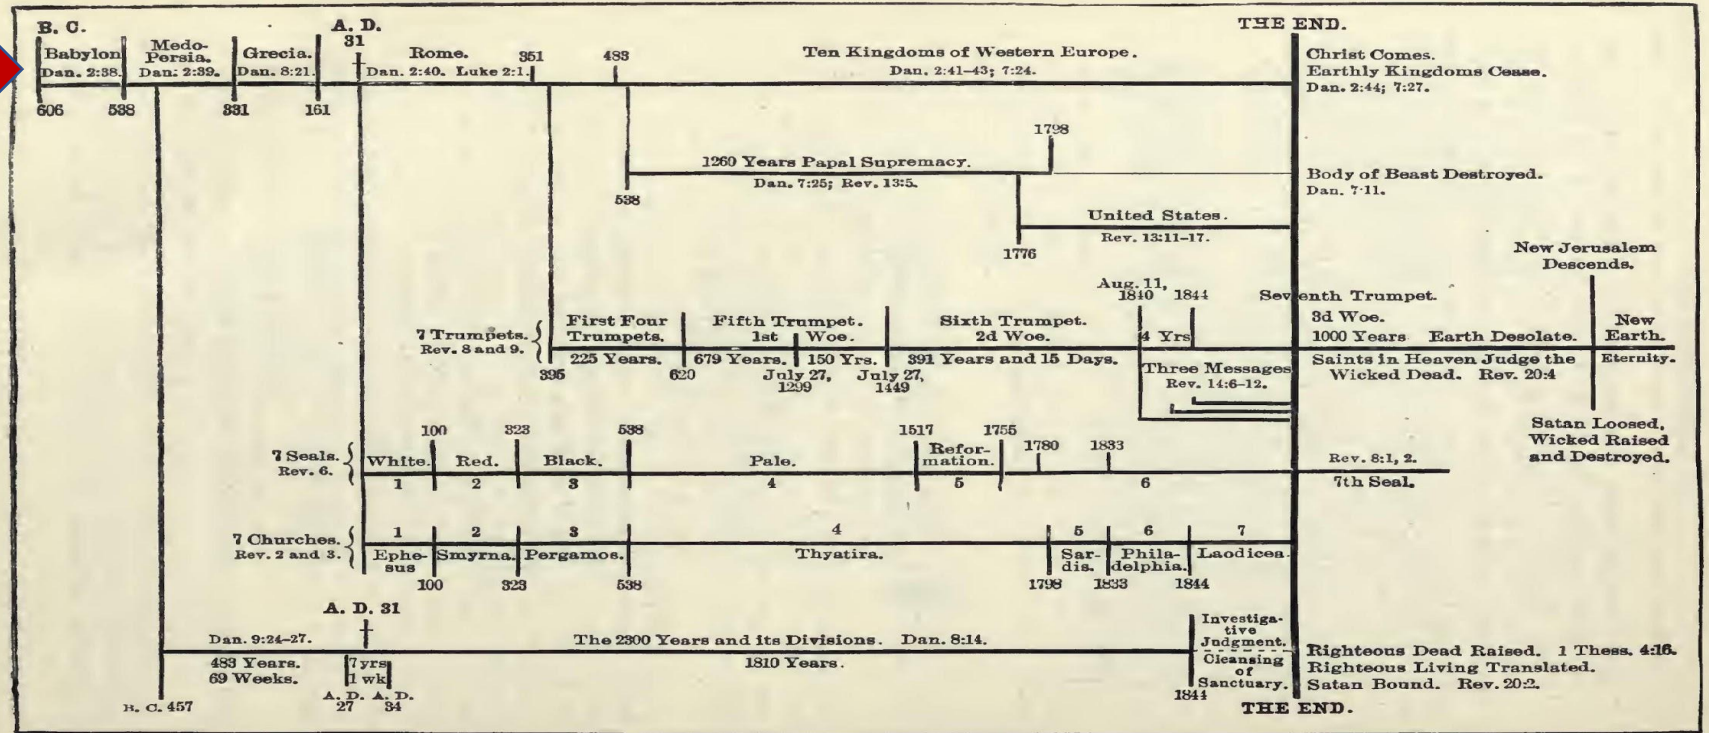 B. C.
A. D.
31
THE END.
Babylon
Dan. 2:38.
Medo-
Persia.
Dan. 2:39.
Grecia.
Dan. 8:21.
Rome.
Dan. 2:40. Luke 2:1.
351
483
Ten Kingdoms of Western Europe.
Dan. 2:41-43; 7:24.
Christ Comes.
Earthly Kingdoms Cease.
Dan. 2:44; 7:27.
606
538
331
161
1798
1260 Years Papal Supremacy.
Dan. 7:25; Rev. 13:5.
538
Body of Beast Destroyed.
Dan. 7:11.
United States.
Rev. 13:11-17.
1776
New Jerusalem
Descends.
Aug. 11,
1840
1844
Seventh Trumpet.
3d Woe.
7 Trumpets.
Rev. 8 and 9.
First Four
Trumpets.
225 Years.
Fifth Trumpet.
1st Woe.
679 Years.
150 Yrs.
Sixth Trumpet.
2d Woe.
391 Years and 15 Days.
4 Yrs
1000 Years Earth Desolate.
New
Earth.
Saints in Heaven Judge the
Wicked Dead. Rev. 20:4
Eternity.
395
620
July 27,
1299
July 27,
1449
Three Messages
Rev. 14:6-12.
Satan Loosed,
Wicked Raised
and Destroyed.
7 Seals.
Rev. 6.
100
323
538
1517
1755
1780
1833
White.
Red.
Black.
Pale.
Refor-
mation.
Rev. 8:1, 2.
1
2
3
4
5
6
7th Seal.
7 Churches.
Rev. 2 and 3.
1
2
3
4
5
6
7
Ephe-
sus
Smyrna.
Pergamos.
Thyatira.
Sar-
dis.
Phila-
delphia.
Laodicea.
100
323
538
1798
1833
1844
A. D. 31
Dan. 9:24-27.
The 2300 Years and its Divisions. Dan. 8:14.
Investiga-
tive
Judgment.
483 Years.
69 Weeks.
7 yrs
1 wk
1810 Years.
Cleansing
of
Sanctuary.
Righteous Dead Raised. 1 Thess. 4:16.
Righteous Living Translated.
Satan Bound. Rev. 20:2.
B. C. 457
A. D.
27
A. D.
34
1844
THE END.